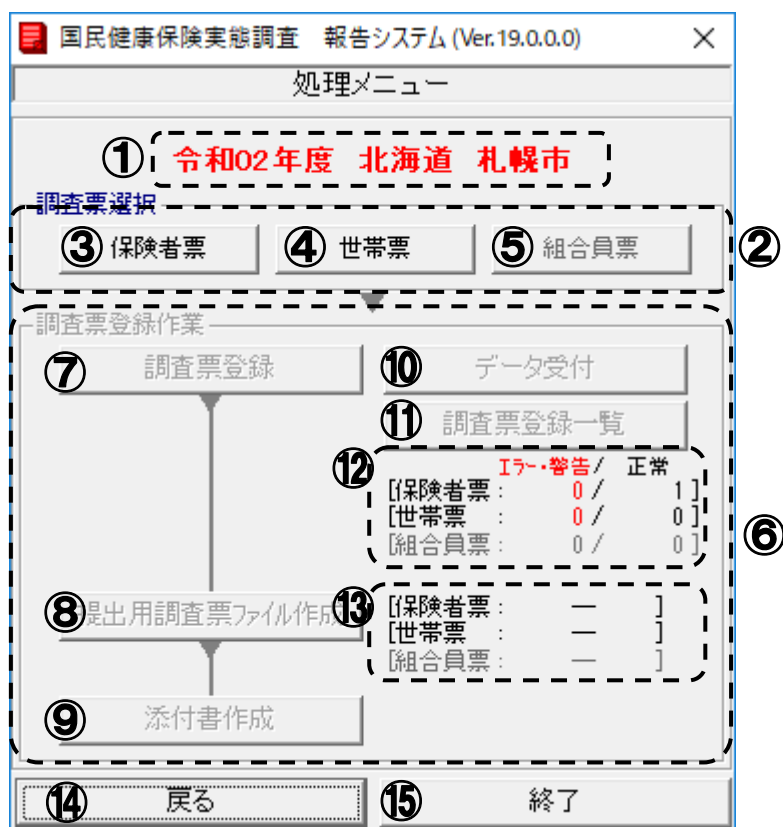 国民健康保険実態調査 報告システム (Ver.19.0.0.0)
処理メニュー
① 令和02年度 北海道 札幌市
調査票選択
③ 保険者票 ④ 世帯票 ⑤ 組合員票 ②
調査票登録作業
⑦ 調査票登録 ⑩ データ受付
⑪ 調査票登録一覧
⑫ エラー・警告/ 正常
[保険者票: 0/ 1]
[世帯票 : 0/ 0]
[組合員票: 0/ 0]
⑥
⑧ 提出用調査票ファイル作成 ⑬ [保険者票: ― ]
[世帯票 : ― ]
[組合員票: ― ]
⑨ 添付書作成
⑭ 戻る ⑮ 終了